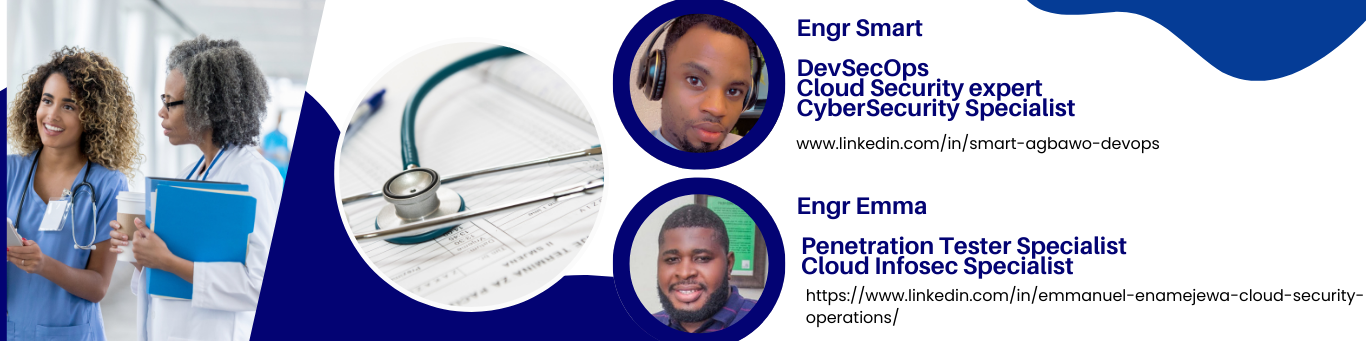 Engr Smart
DevSecOps
Cloud Security expert
CyberSecurity Specialist
www.linkedin.com/in/smart-agbawo-devops
Engr Emma
Penetration Tester Specialist
Cloud Infosec Specialist
https://www.linkedin.com/in/emmanuel-enamejewa-cloud-security-
operations/